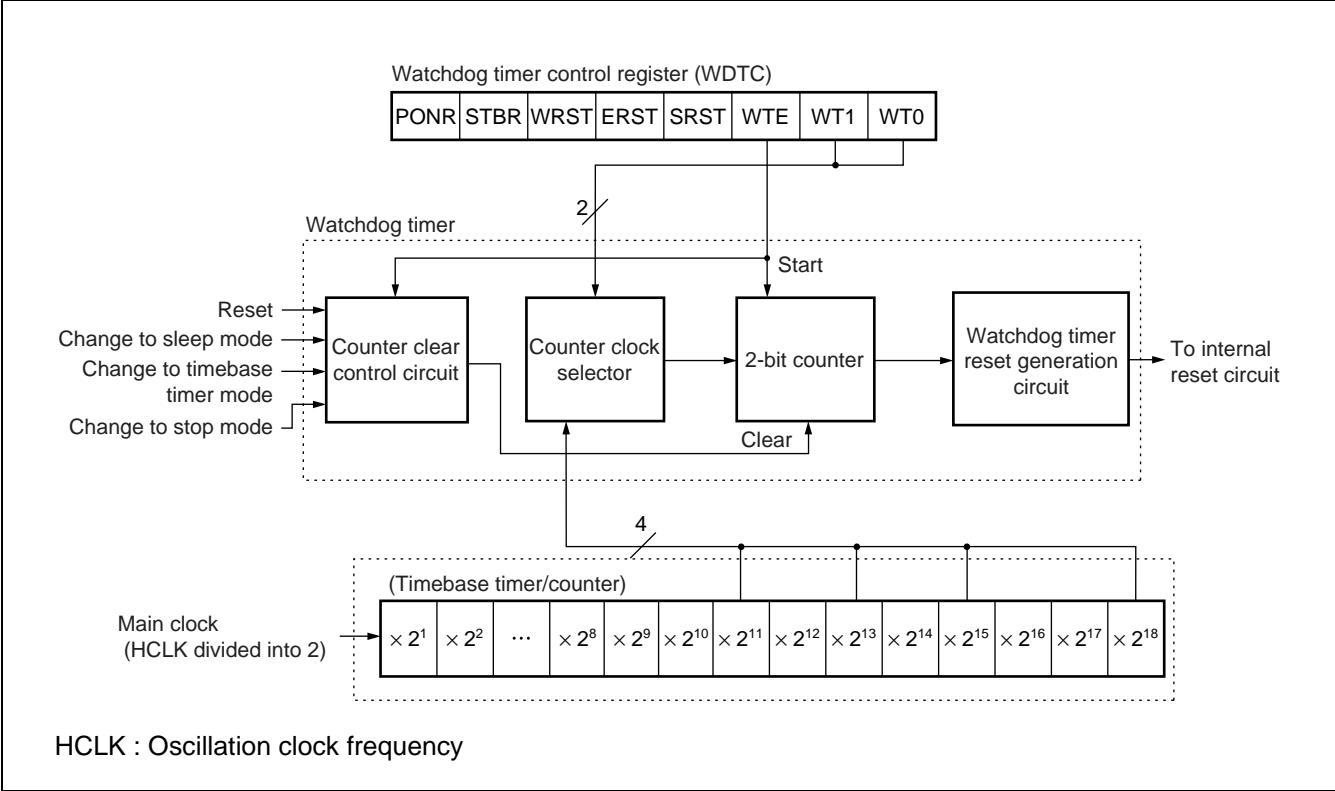 Watchdog timer control register (WDTC)
PONR STBR WRST ERST SRST WTE WT1 WT0
2
Watchdog timer
Start
Reset
Change to sleep mode
Change to timebase
timer mode
Change to stop mode
Counter clear
control circuit
Counter clock
selector
2-bit counter
Watchdog timer
reset generation
circuit
To internal
reset circuit
Clear
4
(Timebase timer/counter)
Main clock
(HCLK divided into 2)
× 2¹ × 2² ··· × 2⁸ × 2⁹ × 2¹⁰ × 2¹¹ × 2¹² × 2¹³ × 2¹⁴ × 2¹⁵ × 2¹⁶ × 2¹⁷ × 2¹⁸
HCLK : Oscillation clock frequency